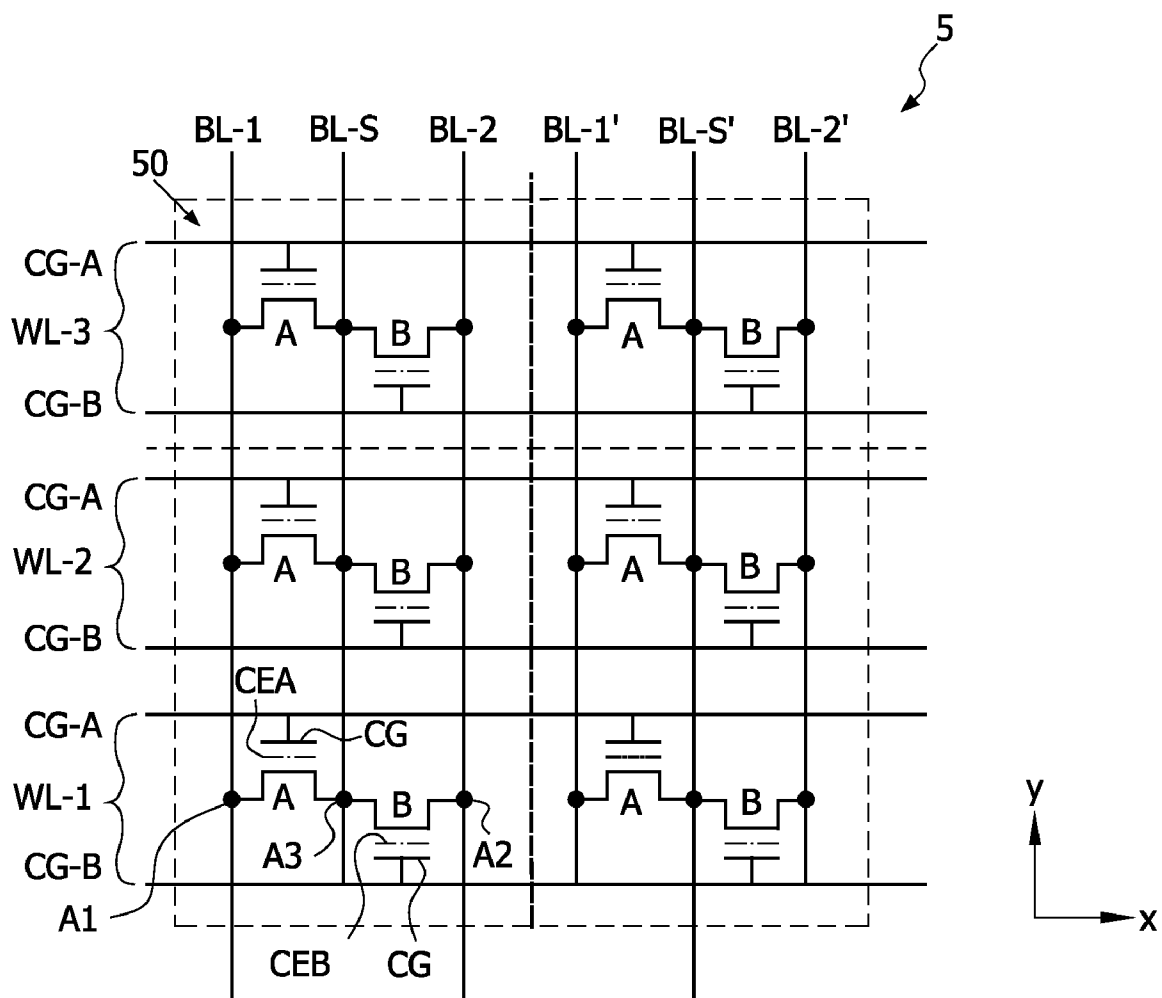 5
BL-1 BL-S BL-2 BL-1' BL-S' BL-2'
50
CG-A
A A
WL-3
B B
CG-B
CG-A
A A
WL-2
B B
CG-B
CEA
CG-A
CG
A A
WL-1
B B
y
A3 A2
CG-B
A1
x
CEB CG